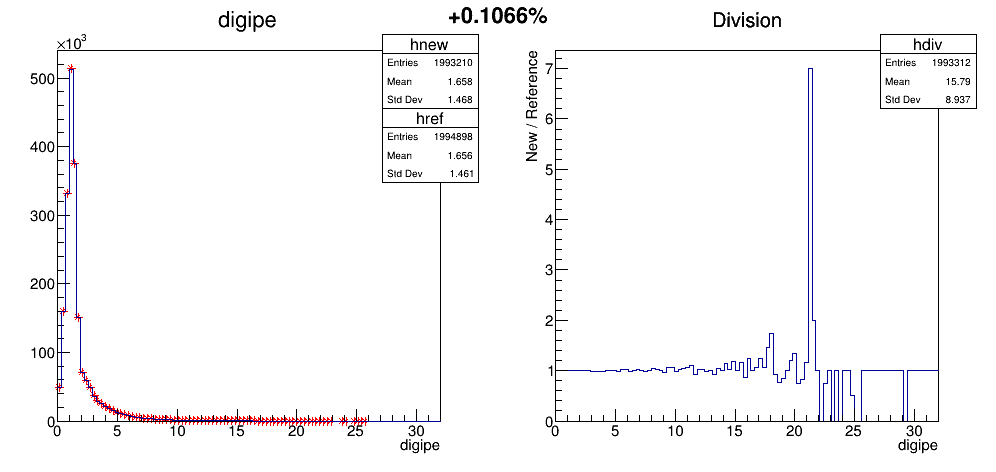 +0.1066%
digipe
×10³
hnew
Entries 1993210
Mean 1.658
Std Dev 1.468
href
Entries 1994898
Mean 1.656
Std Dev 1.461
500
400
300
200
100
0
0 5 10 15 20 25 30
digipe
Division
hdiv
Entries 1993312
Mean 15.79
Std Dev 8.937
New / Reference
7
6
5
4
3
2
1
0
0 5 10 15 20 25 30
digipe